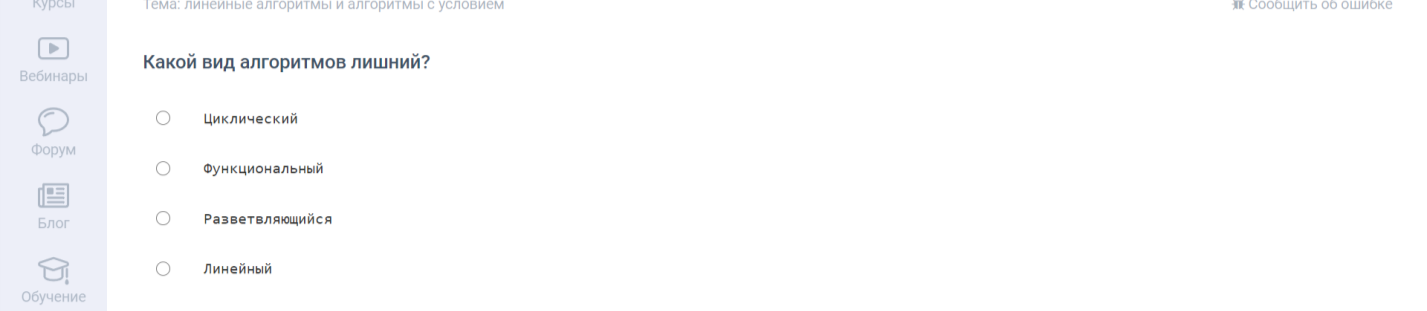 Курсы
Тема: линейные алгоритмы и алгоритмы с условием
Сообщить об ошибке
Вебинары
Форум
Блог
Обучение
Какой вид алгоритмов лишний?
Циклический
Функциональный
Разветвляющийся
Линейный